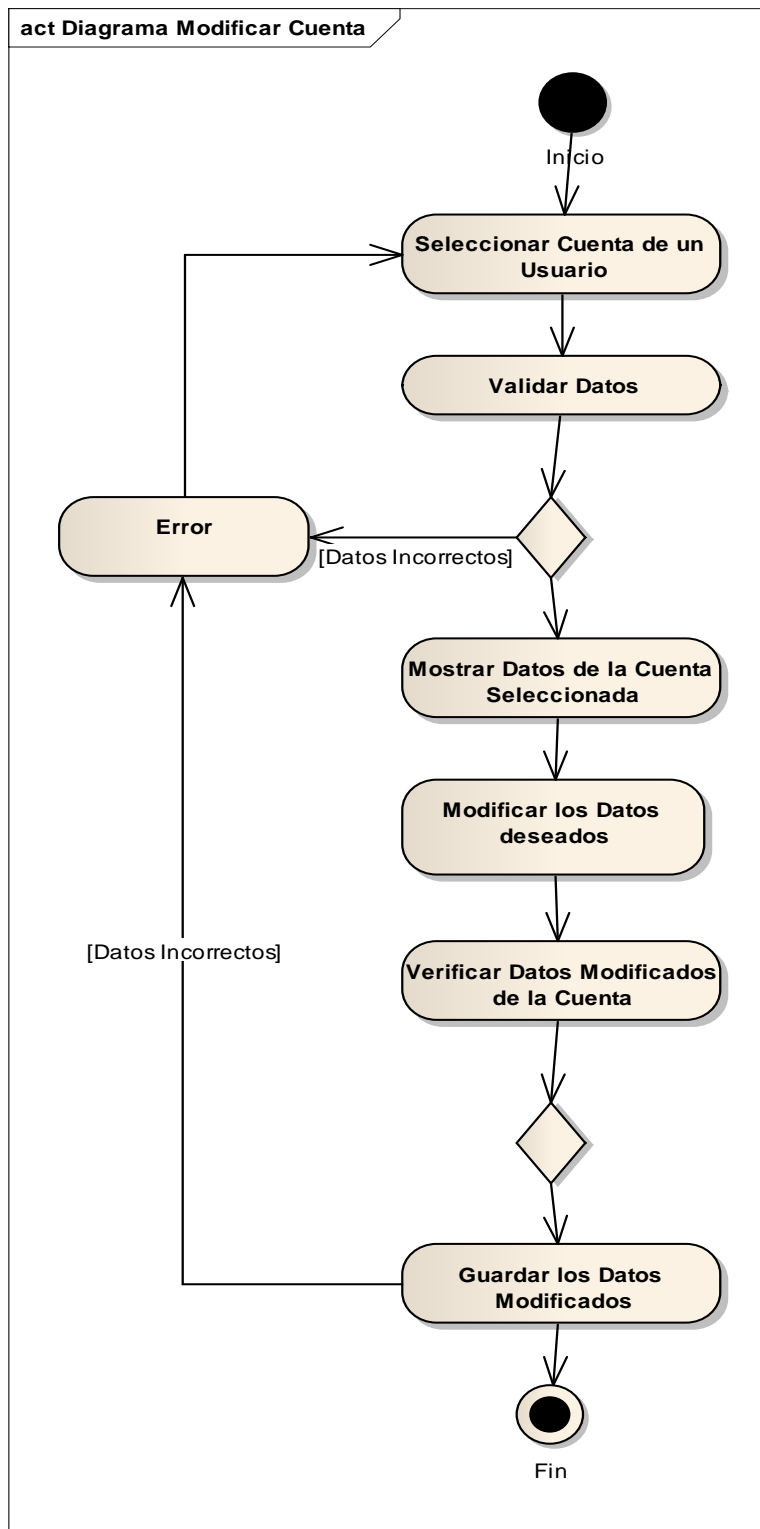 act Diagrama Modificar Cuenta
Inicio
Seleccionar Cuenta de un
Usuario
Validar Datos
Error
[Datos Incorrectos]
Mostrar Datos de la Cuenta
Seleccionada
Modificar los Datos
deseados
[Datos Incorrectos]
Verificar Datos Modificados
de la Cuenta
Guardar los Datos
Modificados
Fin